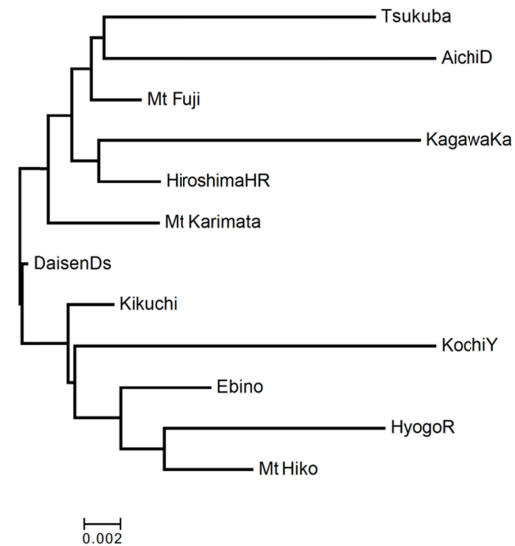 Tsukuba
AichiD
Mt Fuji
KagawaKa
HiroshimaHR
Mt Karimata
DaisenDs
Kikuchi
KochiY
Ebino
HyogoR
Mt Hiko
0.002